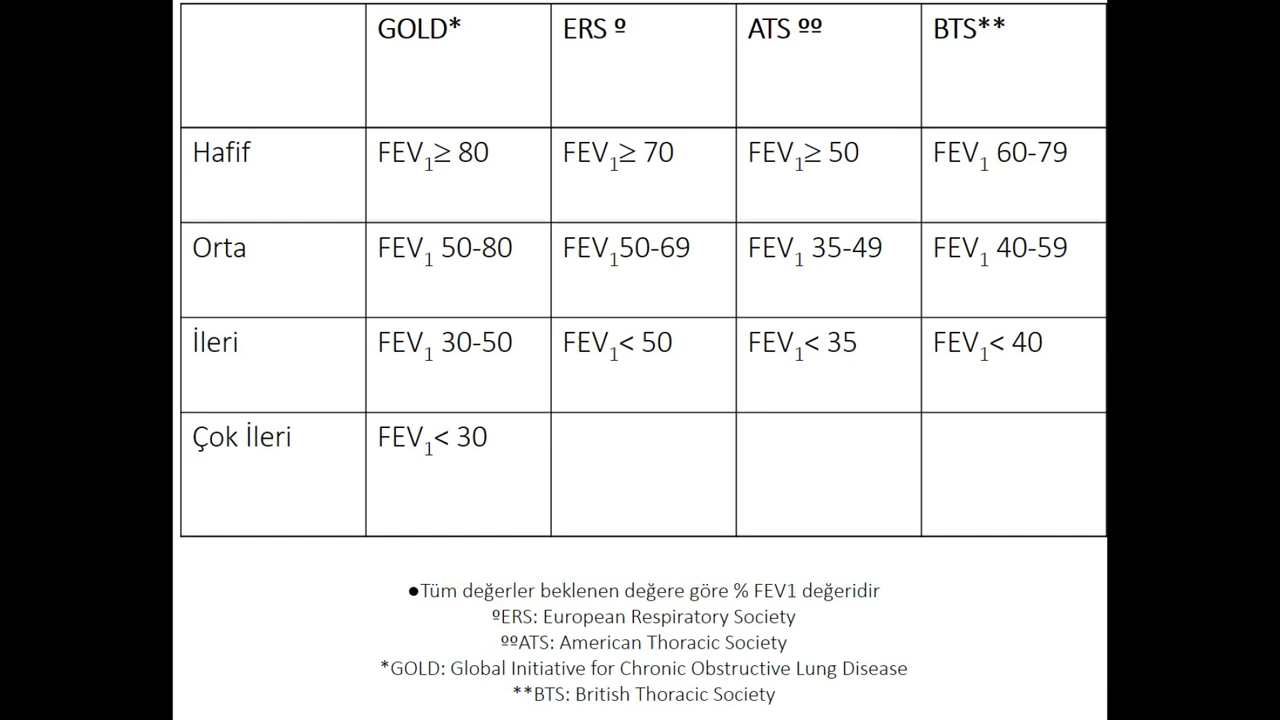 GOLD* ERS º ATS ºº BTS**
Hafif FEV₁≥ 80 FEV₁≥ 70 FEV₁≥ 50 FEV₁ 60-79
Orta FEV₁ 50-80 FEV₁50-69 FEV₁ 35-49 FEV₁ 40-59
İleri FEV₁ 30-50 FEV₁< 50 FEV₁< 35 FEV₁< 40
Çok İleri FEV₁< 30
●Tüm değerler beklenen değere göre % FEV1 değeridir
ºERS: European Respiratory Society
ººATS: American Thoracic Society
*GOLD: Global Initiative for Chronic Obstructive Lung Disease
**BTS: British Thoracic Society